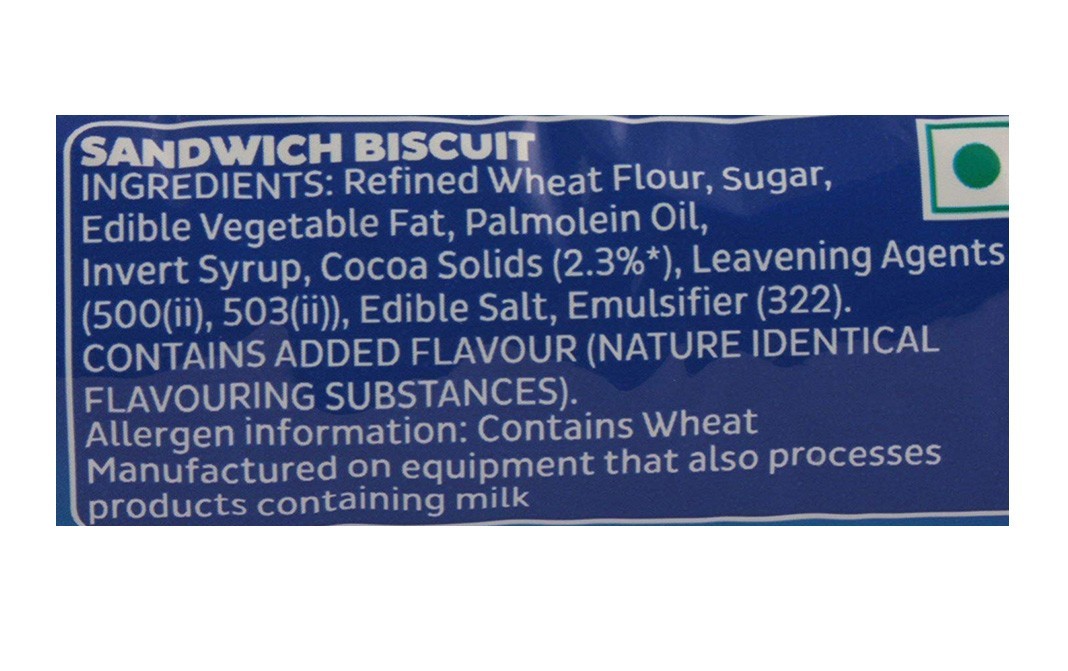 SANDWICH BISCUIT
INGREDIENTS: Refined Wheat Flour, Sugar,
Edible Vegetable Fat, Palmolein Oil,
Invert Syrup, Cocoa Solids (2.3%*), Leavening Agents
(500(ii), 503(ii)), Edible Salt, Emulsifier (322).
CONTAINS ADDED FLAVOUR (NATURE IDENTICAL
FLAVOURING SUBSTANCES).
Allergen information: Contains Wheat
Manufactured on equipment that also processes
products containing milk